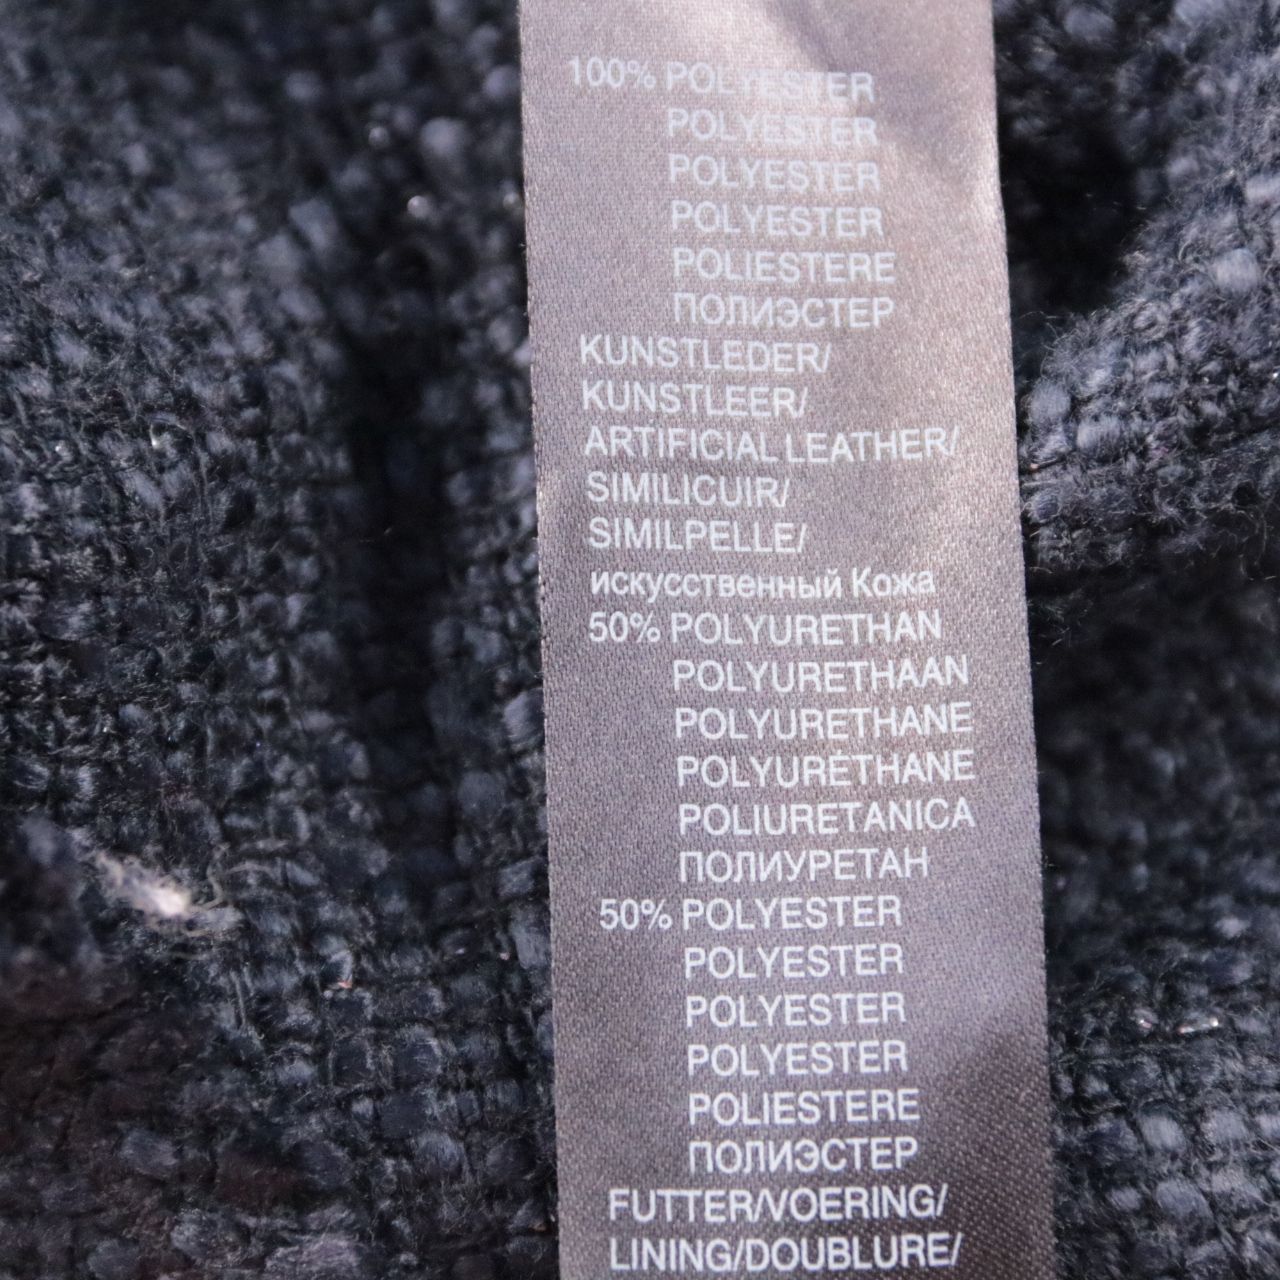 100% POLYESTER
POLYESTER
POLYESTER
POLYESTER
POLIESTERE
ПОЛИЭСТЕР
KUNSTLEDER/
KUNSTLEER/
ARTIFICIAL LEATHER/
SIMILICUIR/
SIMILPELLE/
искусственный Кожа
50% POLYURETHAN
POLYURETHAAN
POLYURETHANE
POLYURÉTHANE
POLIURETANICA
ПОЛИУРЕТАН
50% POLYESTER
POLYESTER
POLYESTER
POLYESTER
POLIESTERE
ПОЛИЭСТЕР
FUTTER/VOERING/
LINING/DOUBLURE/